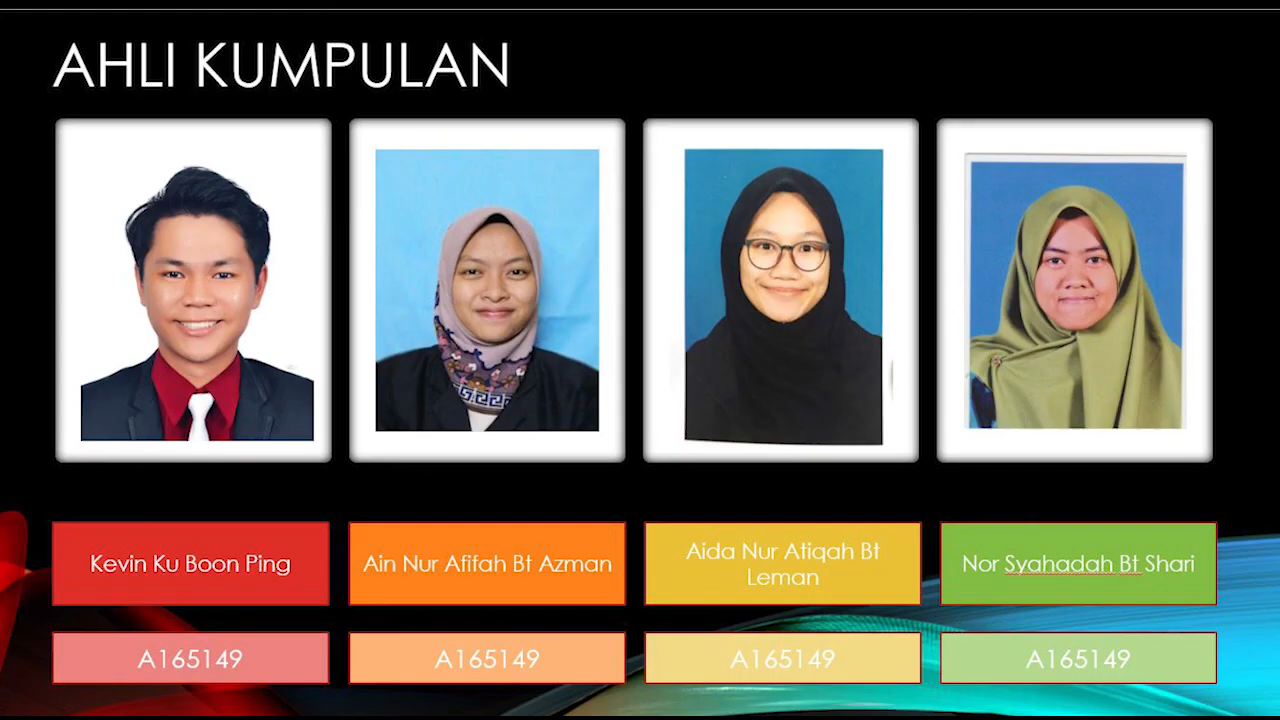 AHLI KUMPULAN
Kevin Ku Boon Ping
Ain Nur Afifah Bt Azman
Aida Nur Atiqah Bt
Leman
Nor Syahadah Bt Shari
A165149
A165149
A165149
A165149